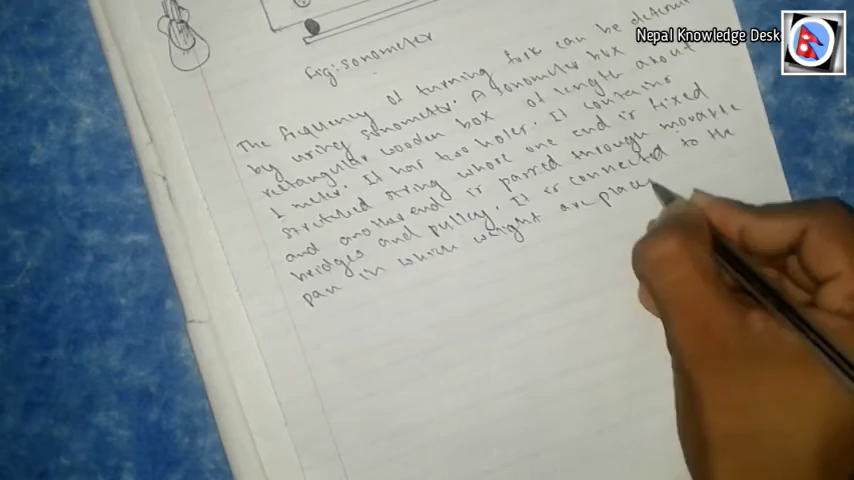 Nepal Knowledge Desk
fig: sonometer
The frequency of turning fork can be determi
by using sonometer. A sonometer box
rectangular wooden box of length about
1 meter. It has two holes. It contains
stretched string whose one end is fixed
and another end is passed through movable
bridges and pulley. It is connected to the
pan in which weight are place